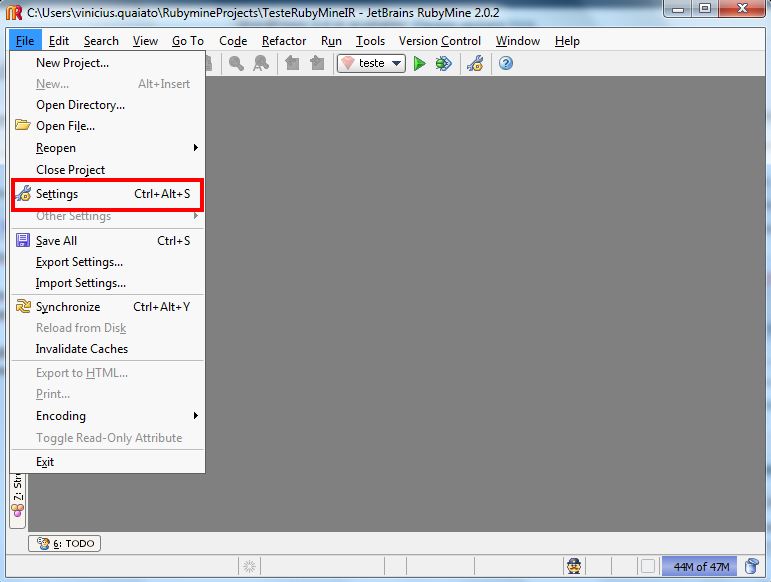 C:\Users\vinicius.quaiato\RubymineProjects\TesteRubyMineIR - JetBrains RubyMine 2.0.2
File Edit Search View Go To Code Refactor Run Tools Version Control Window Help
teste
New Project...
New... Alt+Insert
Open Directory...
Open File...
Reopen
Close Project
Settings Ctrl+Alt+S
Other Settings
Save All Ctrl+S
Export Settings...
Import Settings...
Synchronize Ctrl+Alt+Y
Reload from Disk
Invalidate Caches
Export to HTML...
Print...
Encoding
Toggle Read-Only Attribute
Exit
6: TODO
44M of 47M